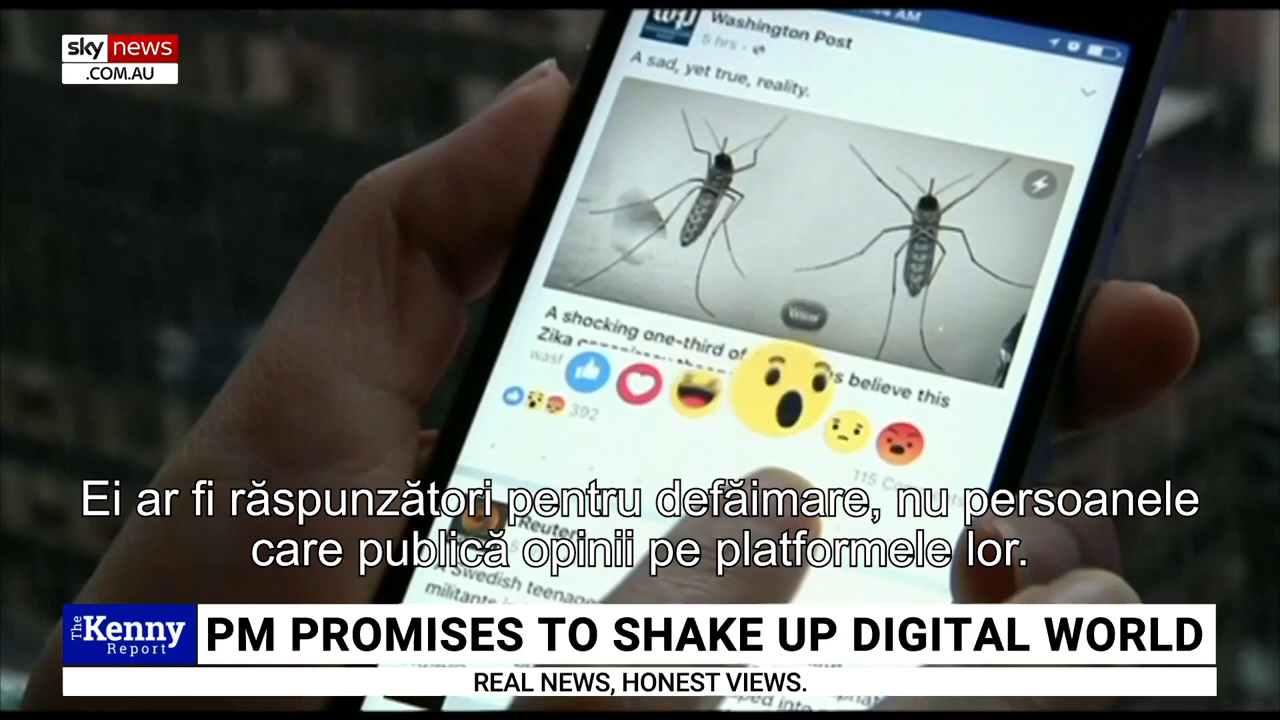 sky news
.COM.AU
Washington Post
5 hrs
A sad, yet true, reality.
A shocking one-third of
s believe this
Zika
392
115
Ei ar fi răspunzători pentru defăimare, nu persoanele
care publică opinii pe platformele lor.
Reuters
A Swedish teenage
militants
The Kenny Report
PM PROMISES TO SHAKE UP DIGITAL WORLD
REAL NEWS, HONEST VIEWS.